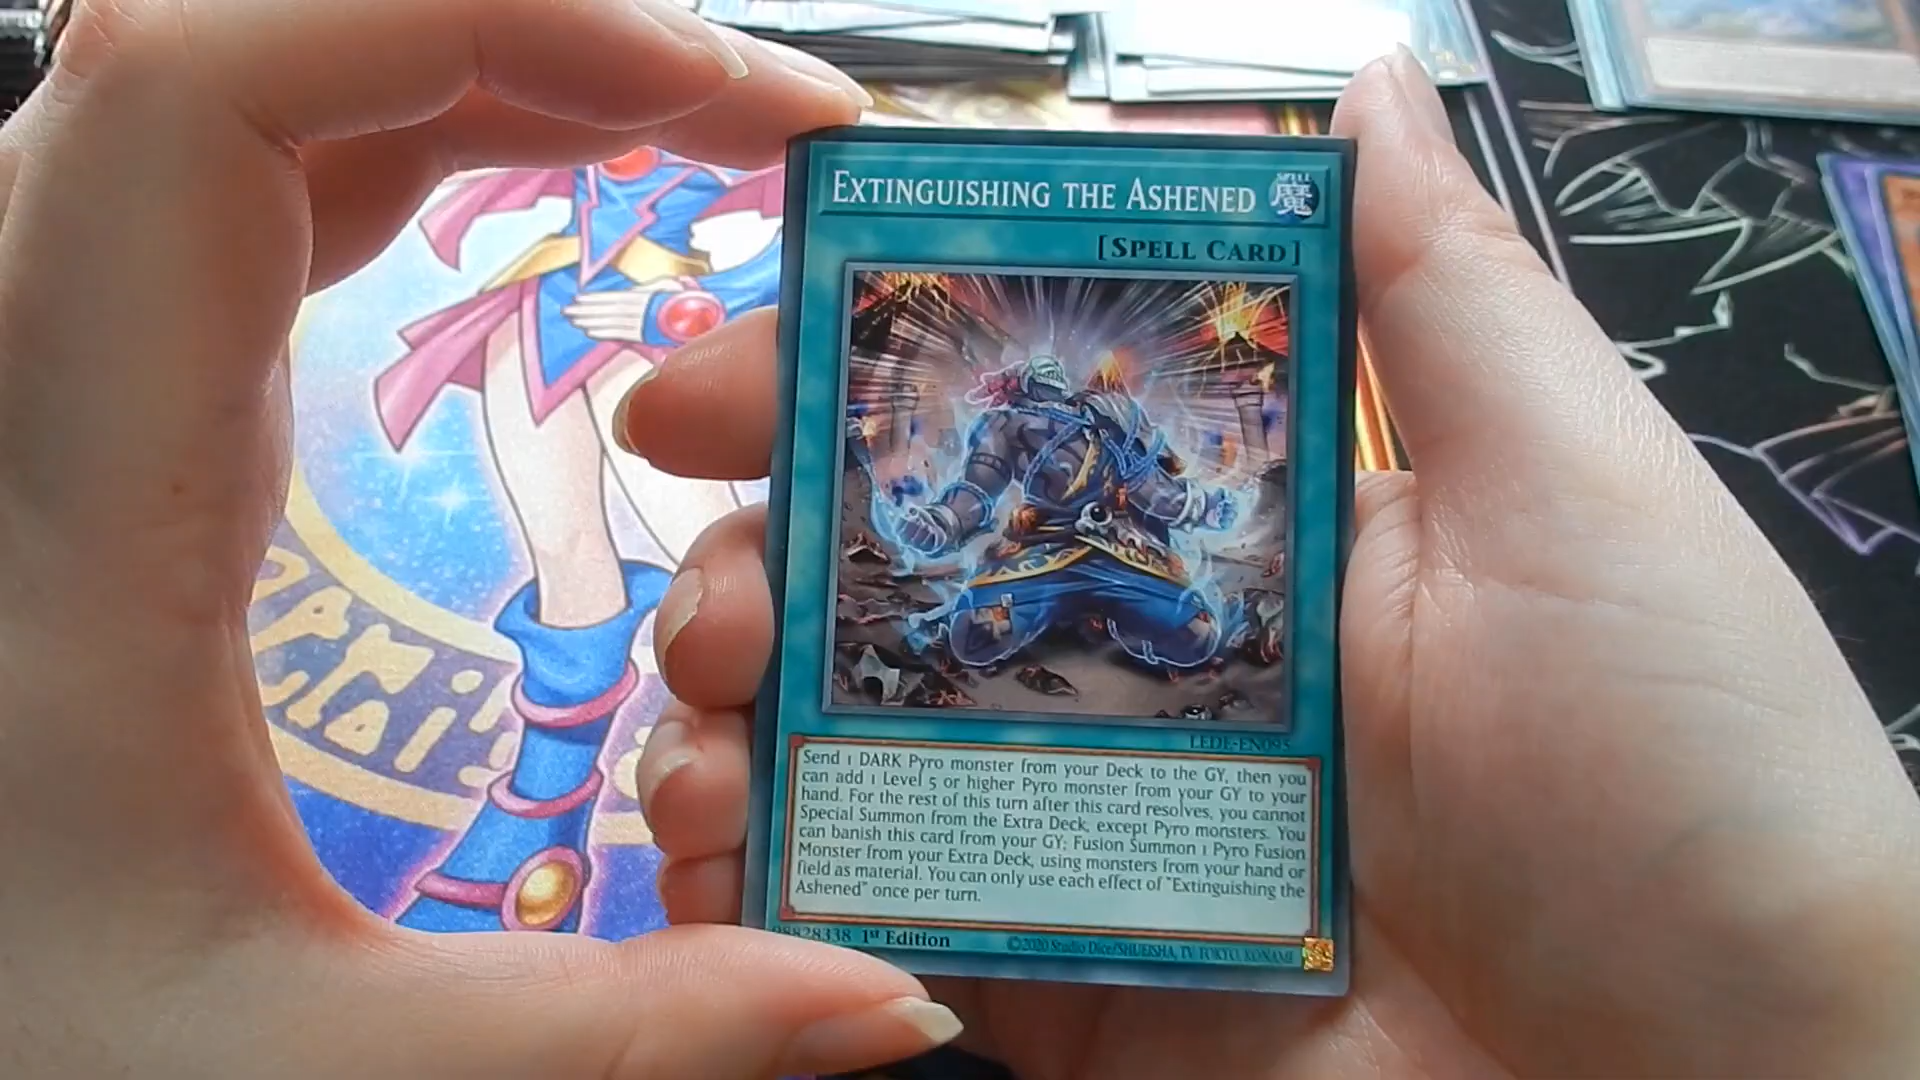 EXTINGUISHING THE ASHENED
SPELL
魔
[SPELL CARD]
LEDE-EN095
Send 1 DARK Pyro monster from your Deck to the GY, then you
can add 1 Level 5 or higher Pyro monster from your GY to your
hand. For the rest of this turn after this card resolves, you cannot
Special Summon from the Extra Deck, except Pyro monsters. You
can banish this card from your GY; Fusion Summon 1 Pyro Fusion
Monster from your Extra Deck, using monsters from your hand or
field as material. You can only use each effect of "Extinguishing the
Ashened" once per turn.
98828338 1st Edition
©2020 Studio Dice/SHUEISHA, TV TOKYO, KONAMI